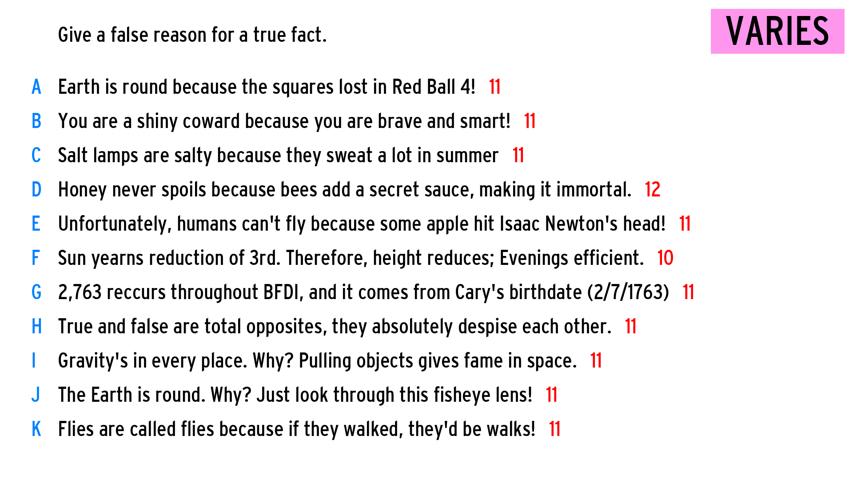 Give a false reason for a true fact.
VARIES
A Earth is round because the squares lost in Red Ball 4! 11
B You are a shiny coward because you are brave and smart! 11
C Salt lamps are salty because they sweat a lot in summer 11
D Honey never spoils because bees add a secret sauce, making it immortal. 12
E Unfortunately, humans can't fly because some apple hit Isaac Newton's head! 11
F Sun yearns reduction of 3rd. Therefore, height reduces; Evenings efficient. 10
G 2,763 reccurs throughout BFDI, and it comes from Cary's birthdate (2/7/1763) 11
H True and false are total opposites, they absolutely despise each other. 11
I Gravity's in every place. Why? Pulling objects gives fame in space. 11
J The Earth is round. Why? Just look through this fisheye lens! 11
K Flies are called flies because if they walked, they'd be walks! 11